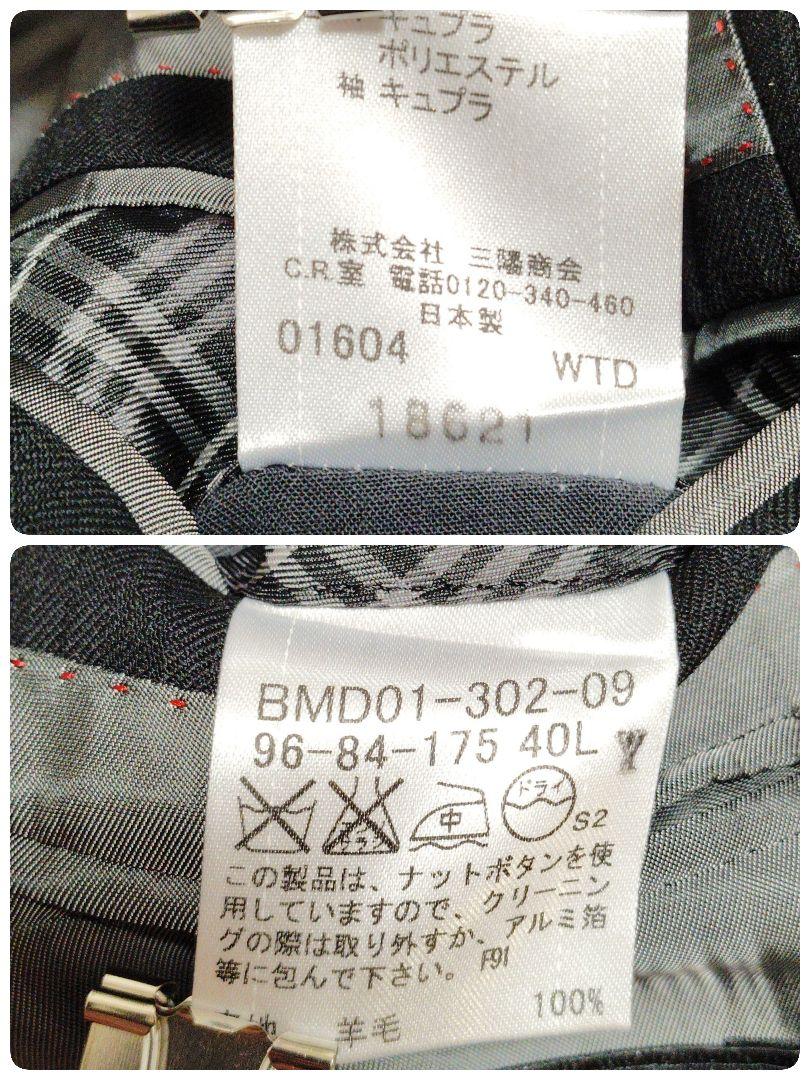 キュプラ
ポリエステル
袖 キュプラ
株式会社 三陽商会
C.R.室 電話0120-340-460
日本製
01604 WTD
18621
BMD01-302-09
96-84-175 40L
中 ドライ S2
この製品は、ナットボタンを使
用していますので、クリーニン
グの際は取り外すか、アルミ箔
等に包んで下さい。 F91
羊毛 100%